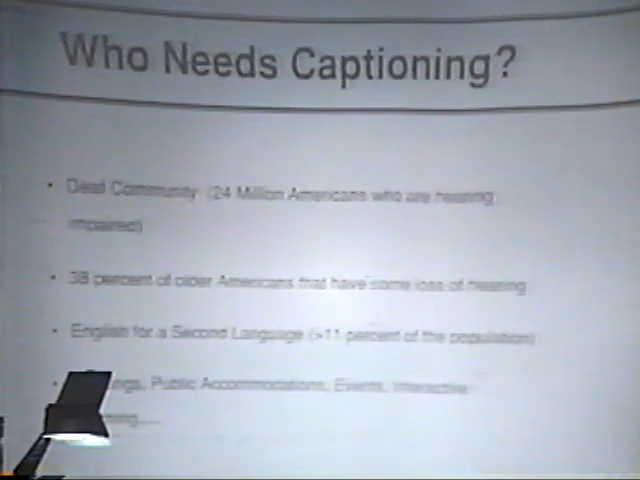 Who Needs Captioning?
• Deaf Community (24 Million Americans who are hearing
impaired)
• 38 percent of older Americans that have some loss of hearing
• English for a Second Language (>11 percent of the population)
Public Accommodations, Events, Interactive